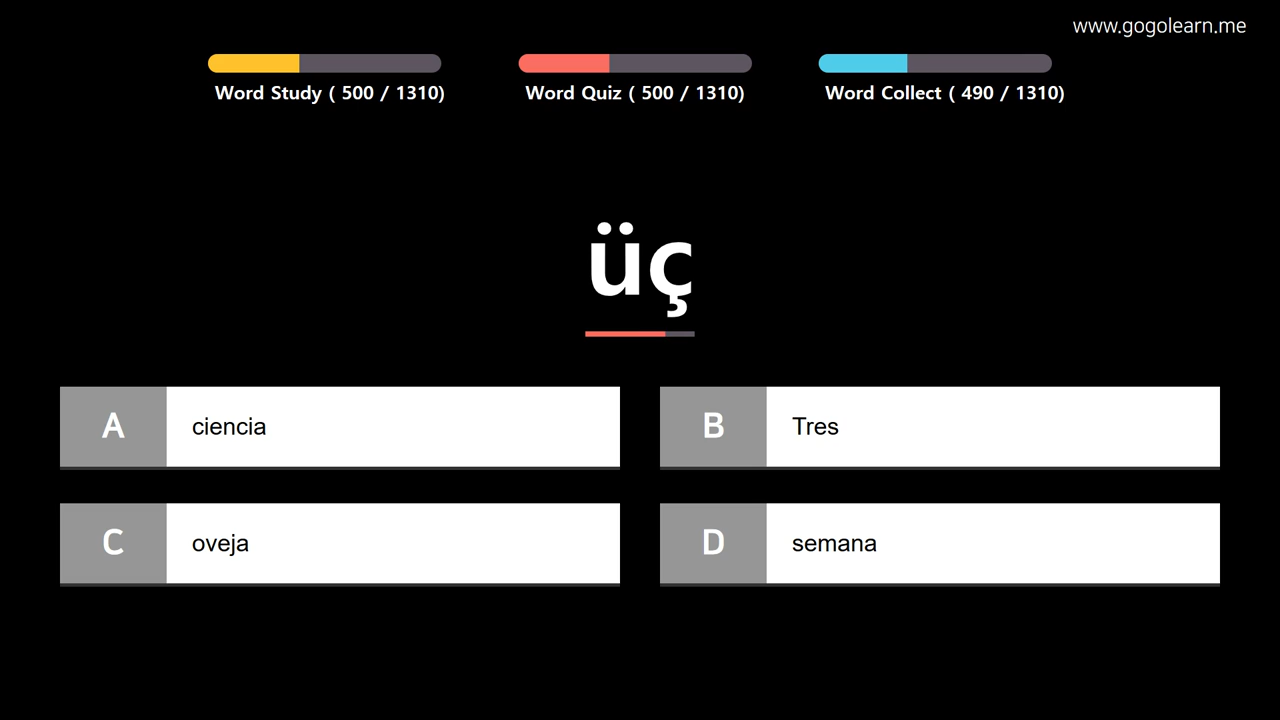 www.gogolearn.me
Word Study ( 500 / 1310)
Word Quiz ( 500 / 1310)
Word Collect ( 490 / 1310)
üç
A ciencia
B Tres
C oveja
D semana